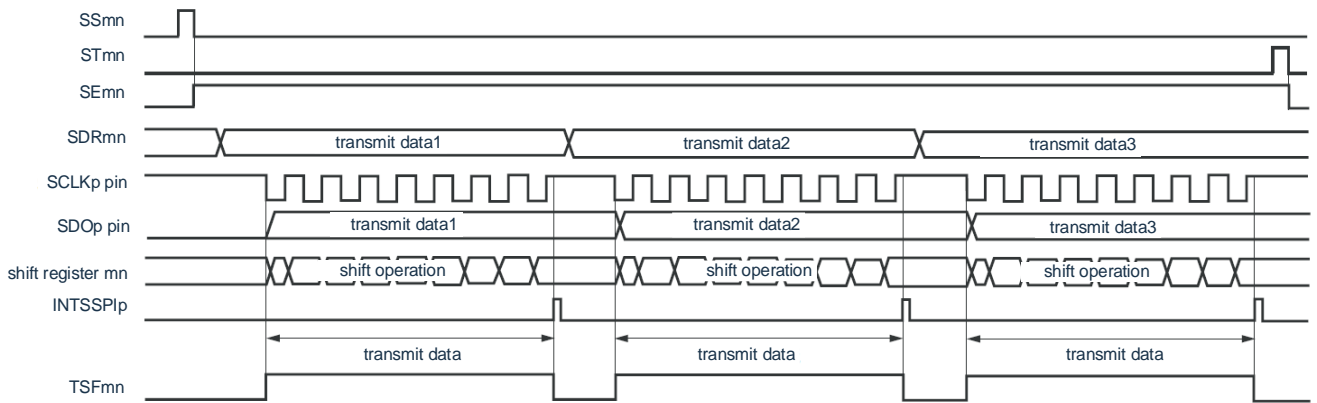 SSmn
STmn
SEmn
SDRmn transmit data1 transmit data2 transmit data3
SCLKp pin
SDOp pin transmit data1 transmit data2 transmit data3
shift register mn shift operation shift operation shift operation
INTSSPIp
transmit data transmit data transmit data
TSFmn